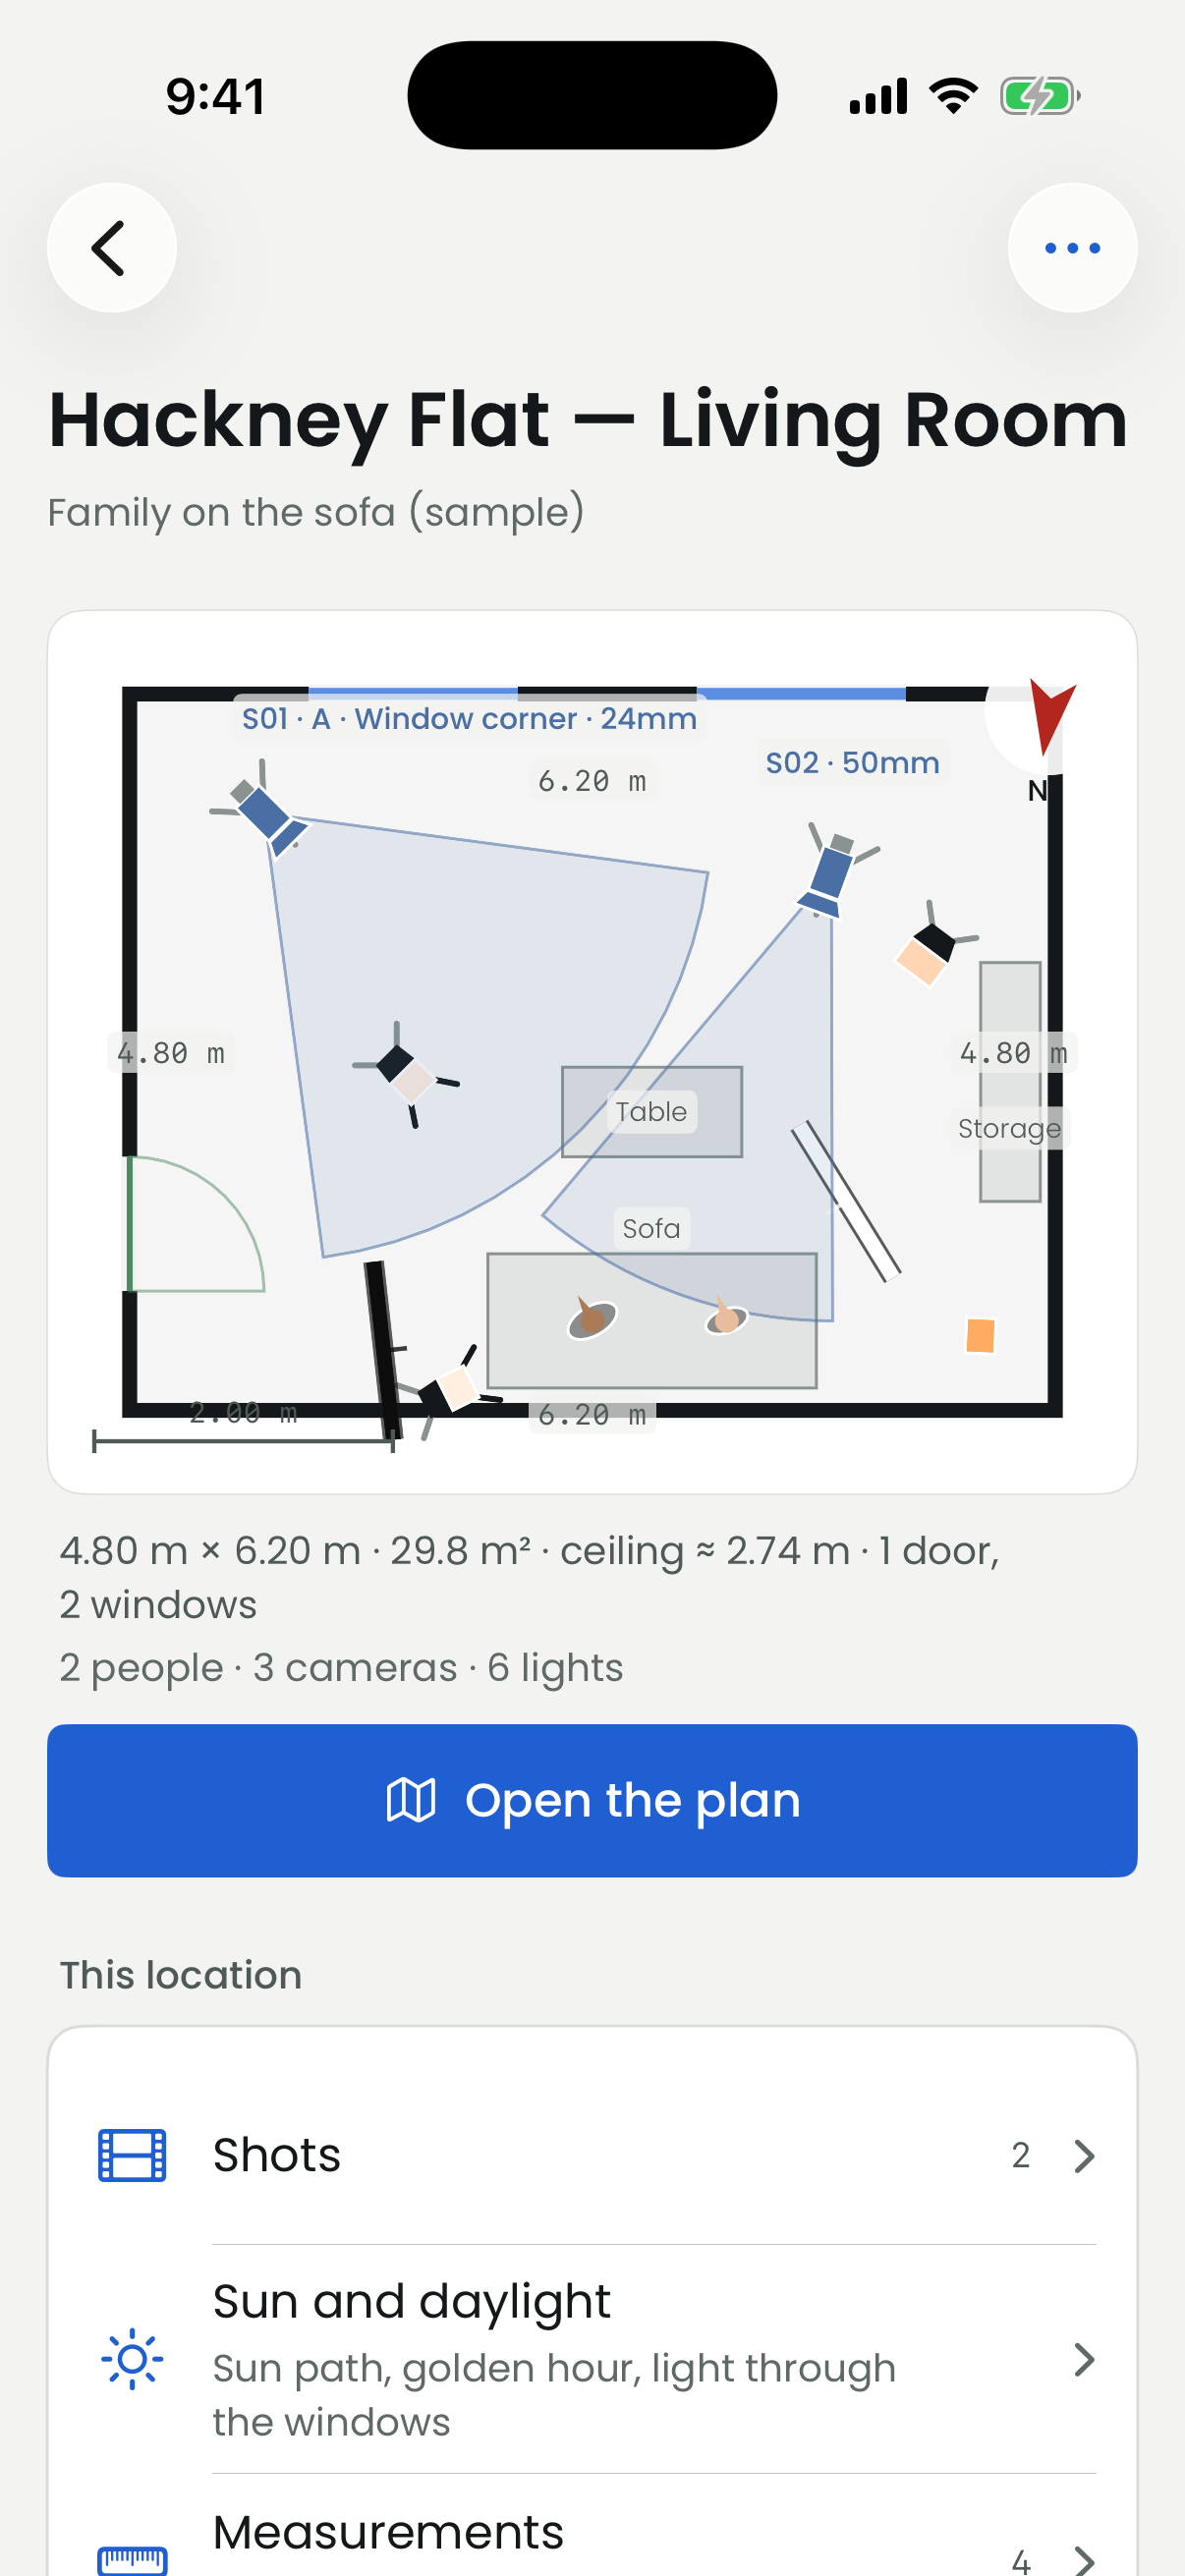 9:41
Hackney Flat — Living Room
Family on the sofa (sample)
S01 · A · Window corner · 24mm
S02 · 50mm
6.20 m
N
4.80 m
4.80 m
Table
Storage
Sofa
2.00 m
6.20 m
4.80 m × 6.20 m · 29.8 m² · ceiling ≈ 2.74 m · 1 door,
2 windows
2 people · 3 cameras · 6 lights
Open the plan
This location
Shots
2
Sun and daylight
Sun path, golden hour, light through
the windows
Measurements
4